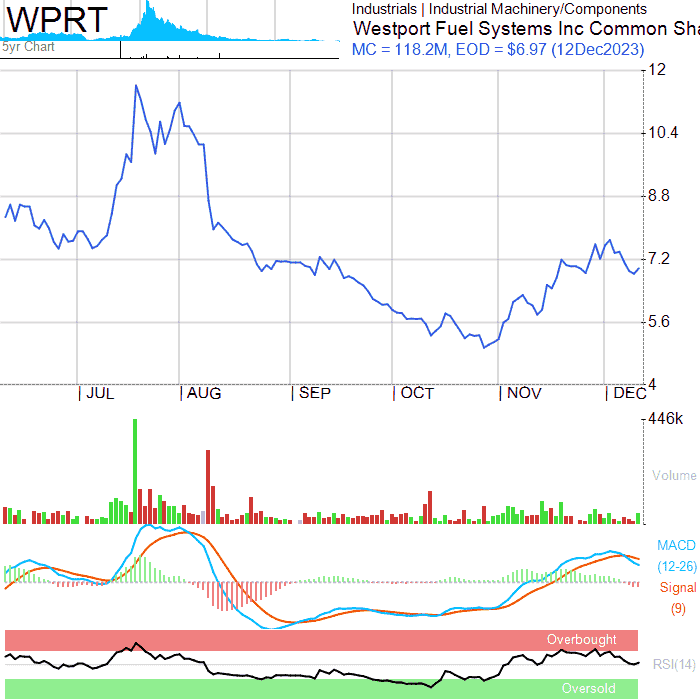 WPRT
5yr Chart
Industrials | Industrial Machinery/Components
Westport Fuel Systems Inc Common Sha
MC = 118.2M, EOD = $6.97 (12Dec2023)
12
10.4
8.8
7.2
5.6
4
JUL
AUG
SEP
OCT
NOV
DEC
446k
Volume
MACD
(12-26)
Signal
(9)
Overbought
RSI(14)
Oversold